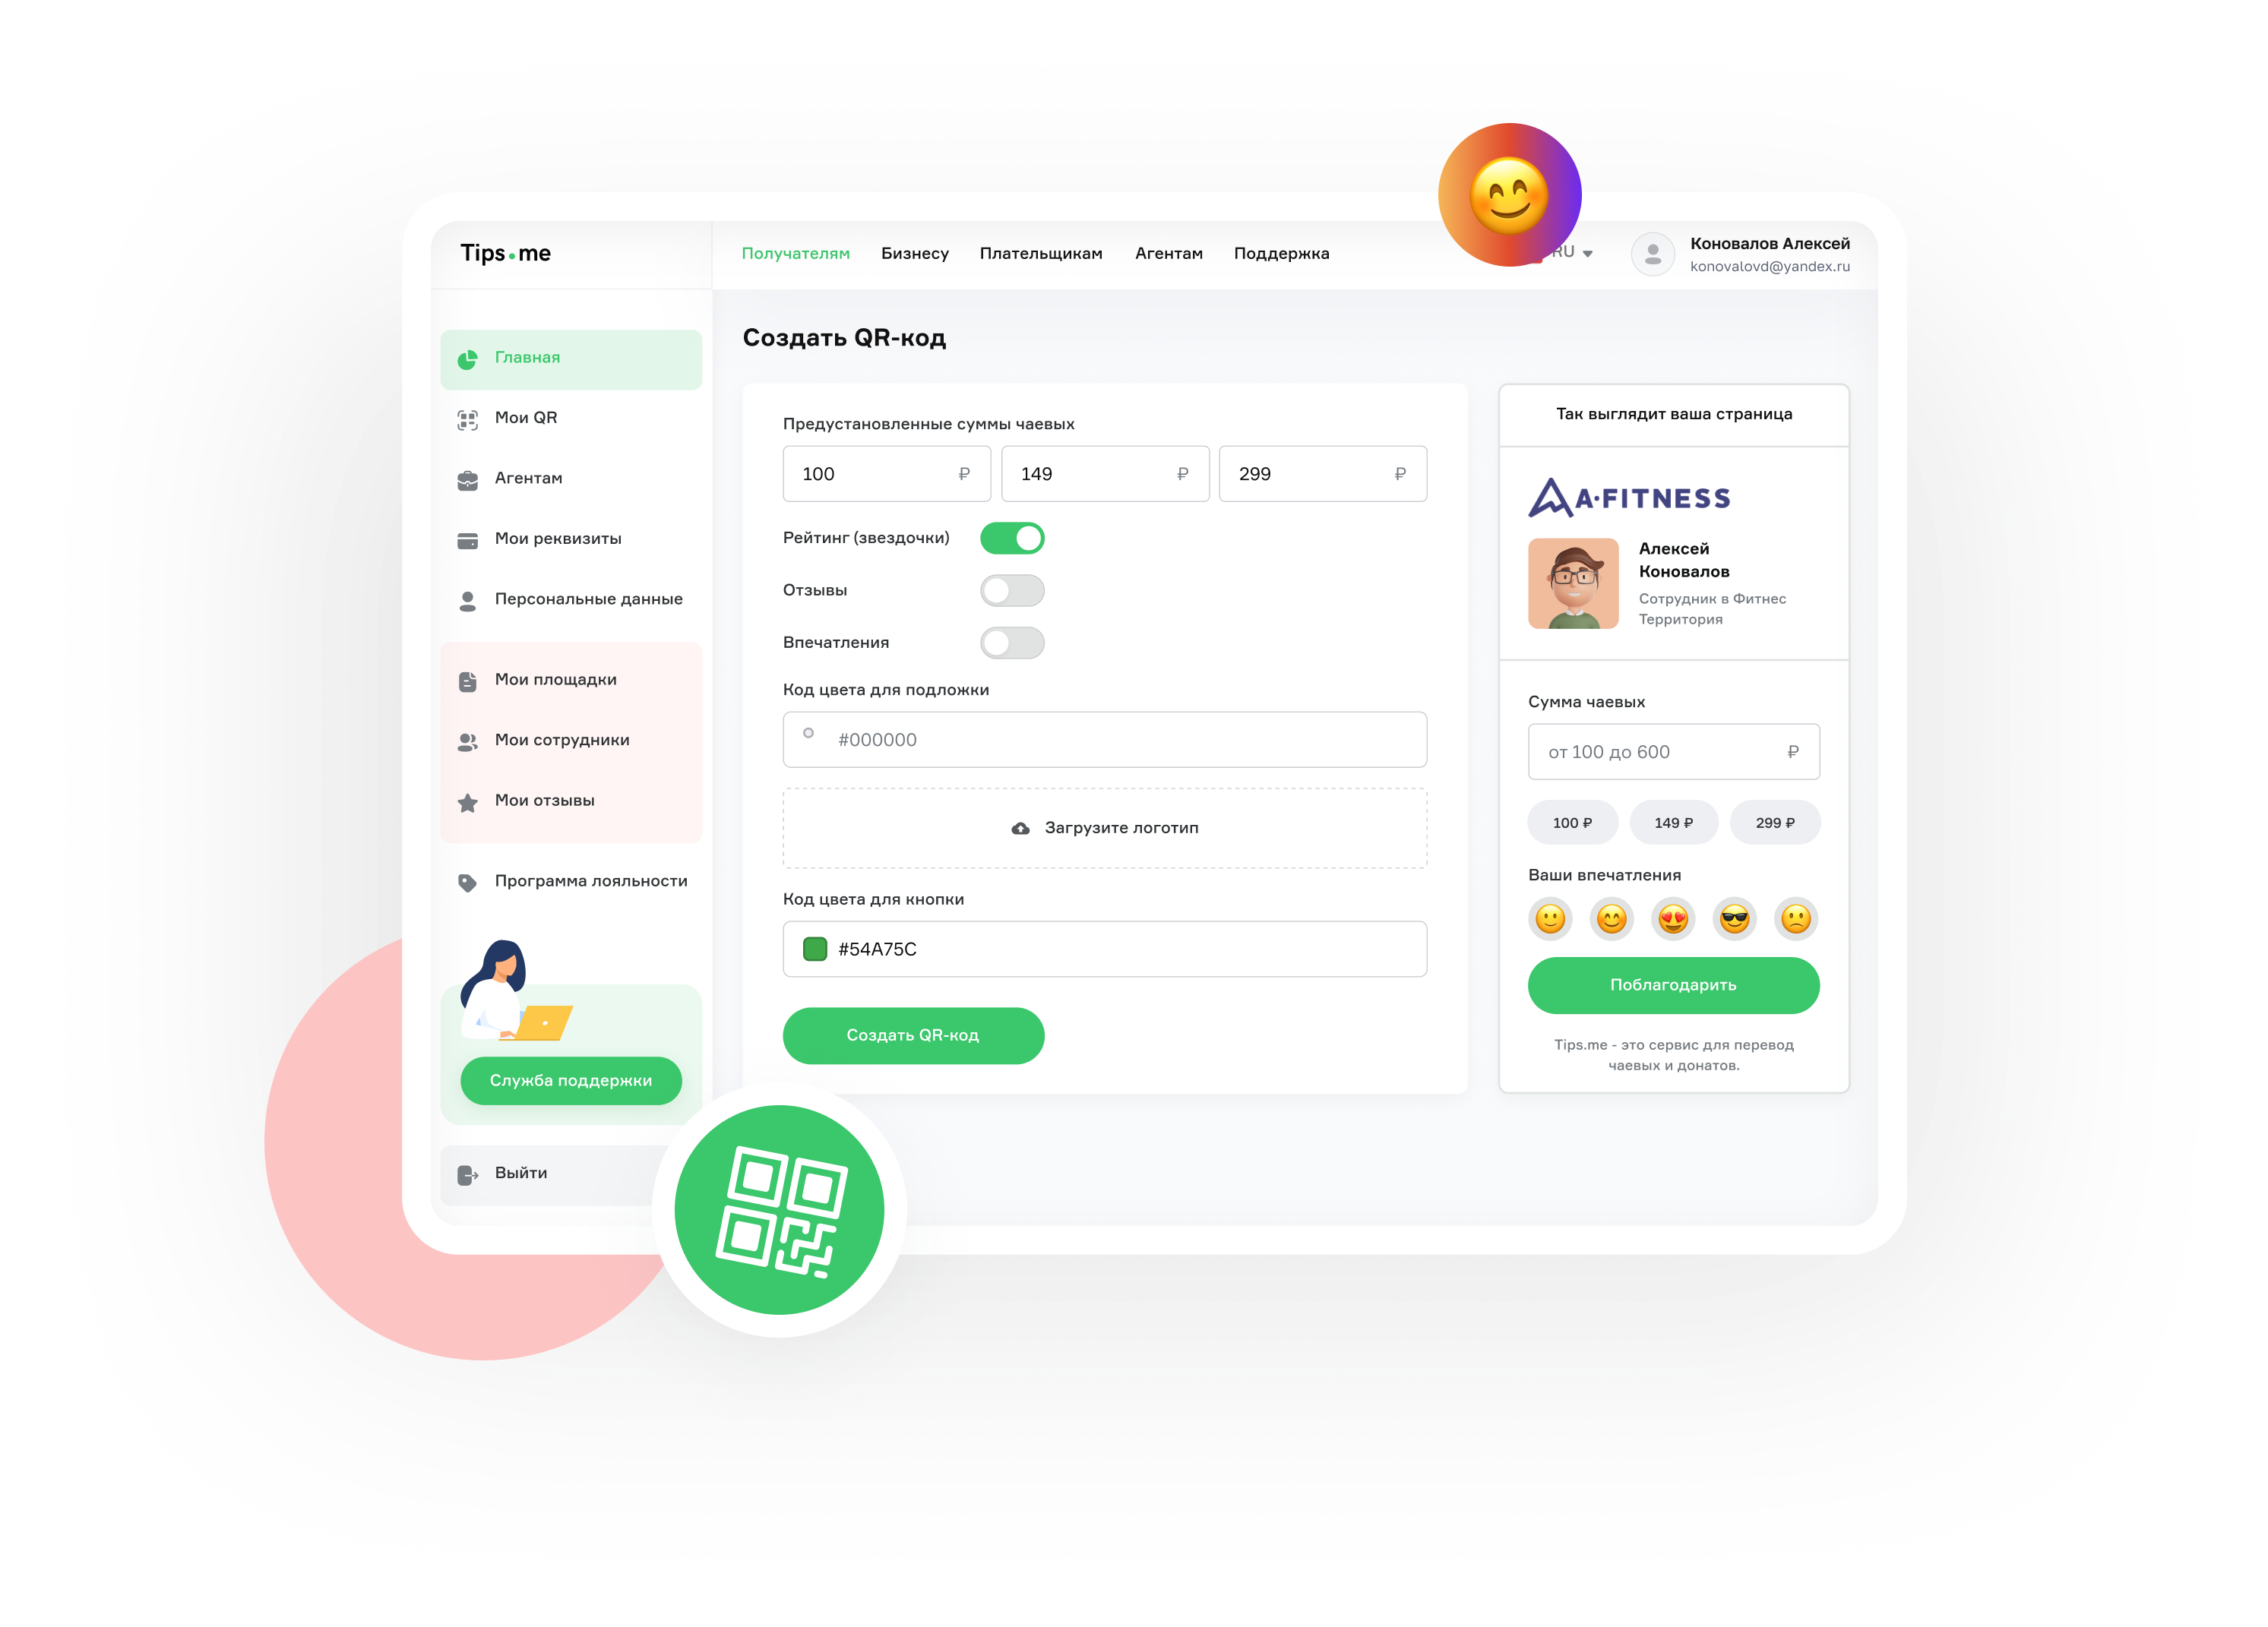 Tips.me
Получателям
Бизнесу
Плательщикам
Агентам
Поддержка
RU
Коновалов Алексей
konovalovd@yandex.ru
Главная
Мои QR
Агентам
Мои реквизиты
Персональные данные
Мои площадки
Мои сотрудники
Мои отзывы
Программа лояльности
Служба поддержки
Выйти
Создать QR-код
Предустановленные суммы чаевых
100 ₽
149 ₽
299 ₽
Рейтинг (звездочки)
Отзывы
Впечатления
Код цвета для подложки
#000000
Загрузите логотип
Код цвета для кнопки
#54A75C
Создать QR-код
Так выглядит ваша страница
A·FITNESS
Алексей
Коновалов
Сотрудник в Фитнес
Территория
Сумма чаевых
от 100 до 600 ₽
100 ₽
149 ₽
299 ₽
Ваши впечатления
Поблагодарить
Tips.me - это сервис для перевод
чаевых и донатов.